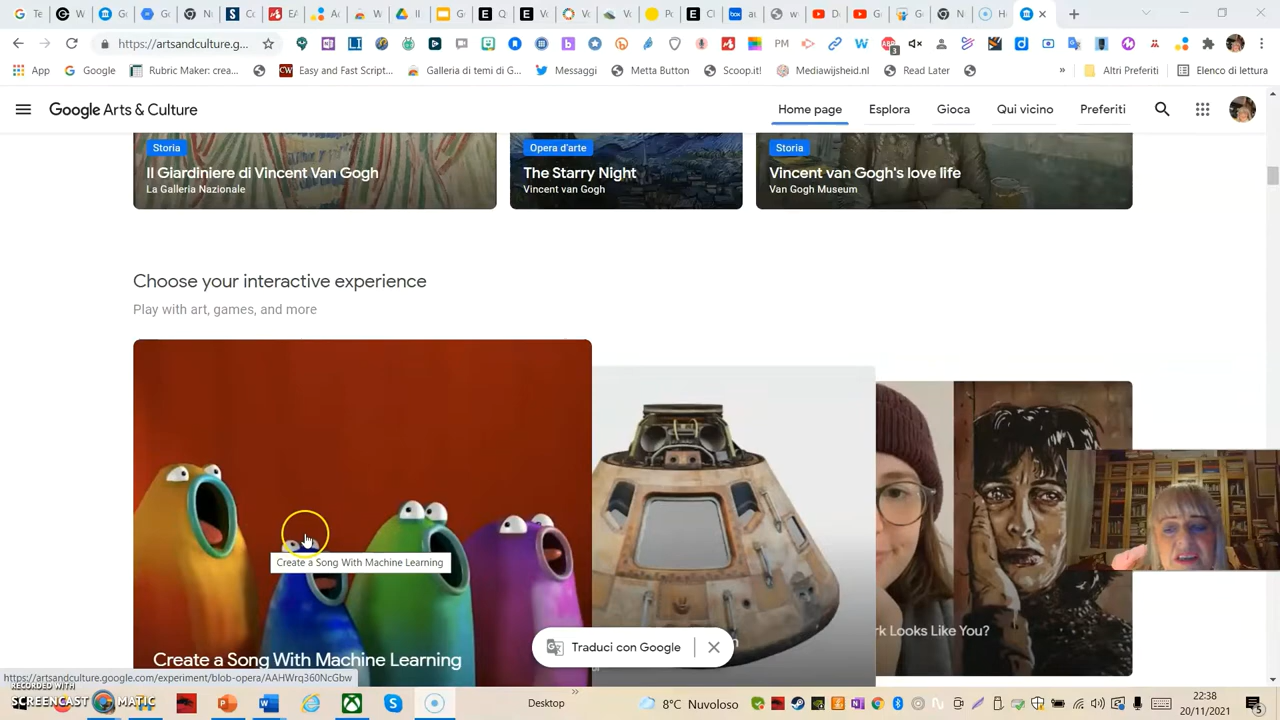 https://artsandculture.g...
App
Google
Rubric Maker: crea...
Easy and Fast Script...
Galleria di temi di G...
Messaggi
Metta Button
Scoop.it!
Mediawijsheid.nl
Read Later
»
Altri Preferiti
Elenco di lettura
Google Arts & Culture
Home page
Esplora
Gioca
Qui vicino
Preferiti
Storia
Il Giardiniere di Vincent Van Gogh
La Galleria Nazionale
Opera d'arte
The Starry Night
Vincent van Gogh
Storia
Vincent van Gogh's love life
Van Gogh Museum
Choose your interactive experience
Play with art, games, and more
Create a Song With Machine Learning
rk Looks Like You?
Traduci con Google
Create a Song With Machine Learning
https://artsandculture.google.com/experiment/blob-opera/AAHWrq360NcGbw
RECORDED WITH
SCREENCAST MATIC
Desktop
8°C Nuvoloso
22:38
20/11/2021